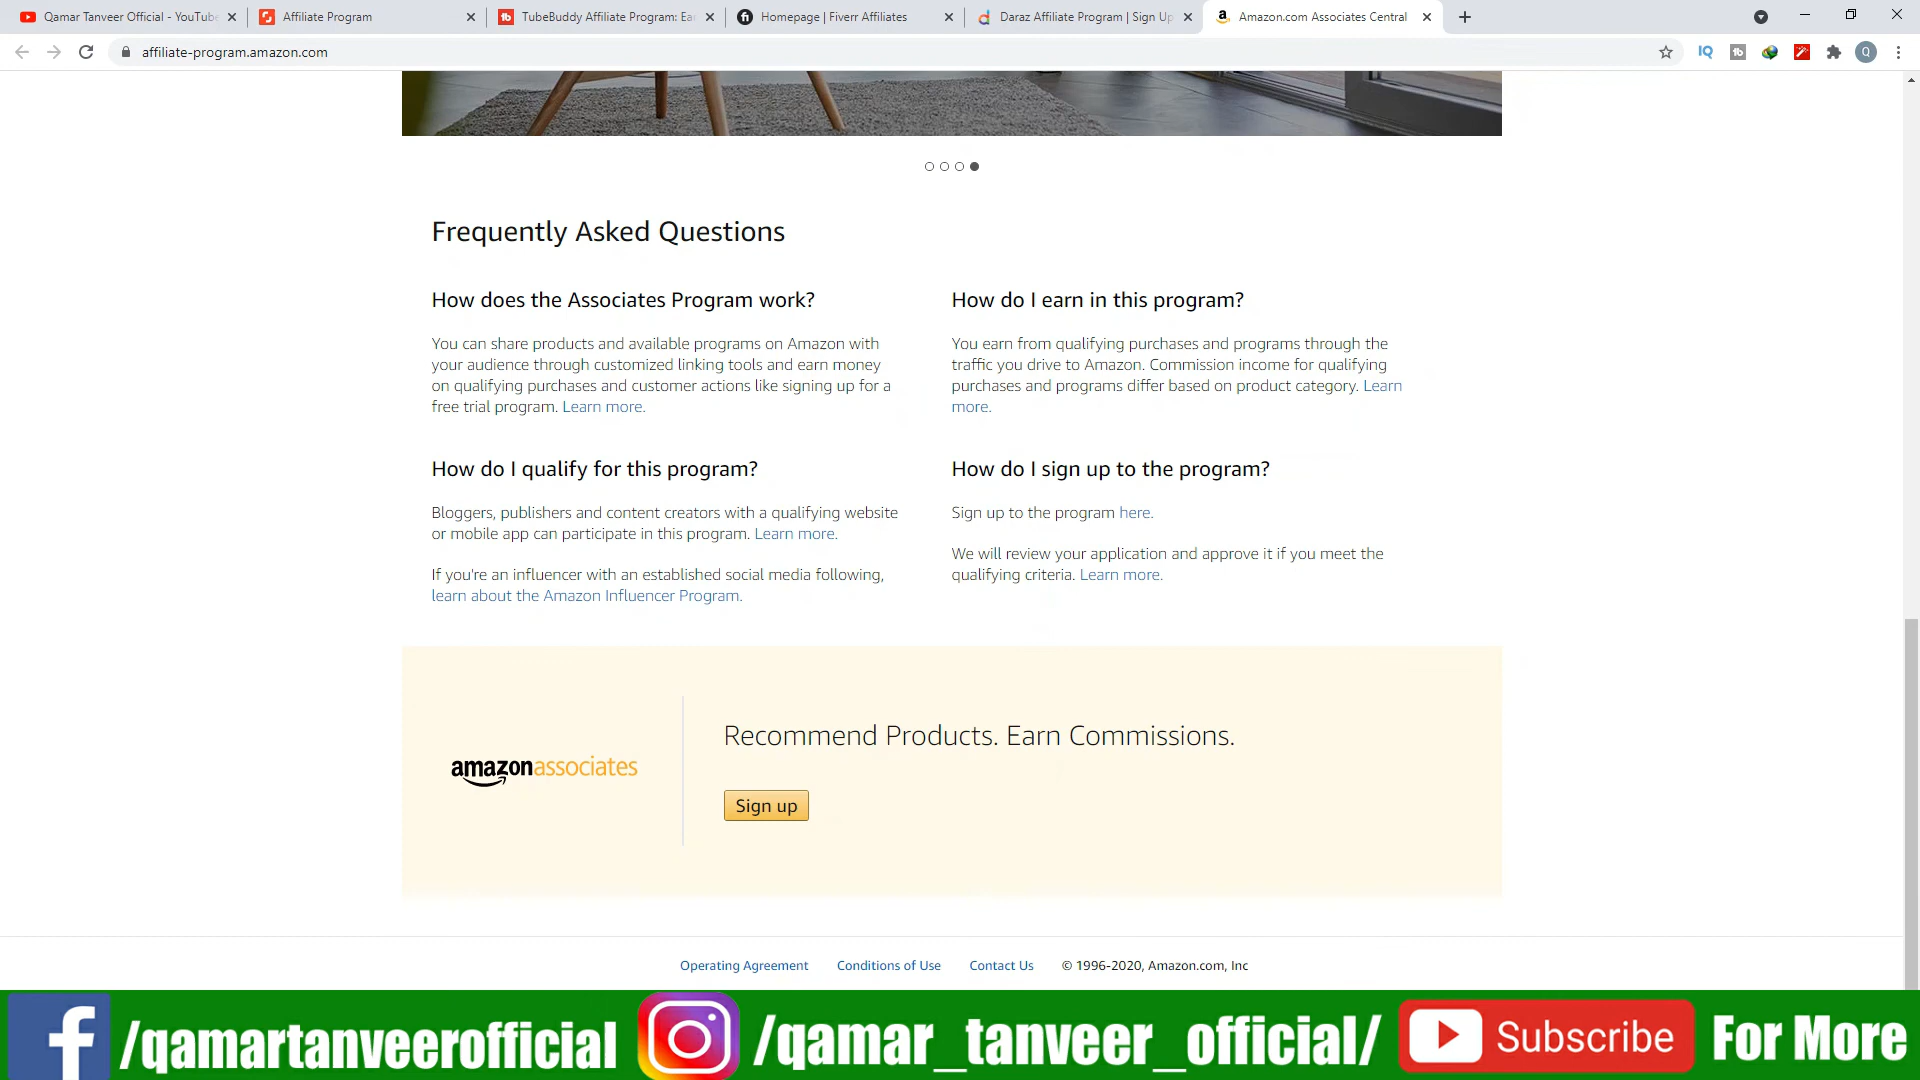 Qamar Tanveer Official - YouTube
Affiliate Program
TubeBuddy Affiliate Program: Ear
Homepage | Fiverr Affiliates
Daraz Affiliate Program | Sign Up
Amazon.com Associates Central
affiliate-program.amazon.com
IQ
Q
Frequently Asked Questions
How does the Associates Program work?
You can share products and available programs on Amazon with
your audience through customized linking tools and earn money
on qualifying purchases and customer actions like signing up for a
free trial program. Learn more.
How do I earn in this program?
You earn from qualifying purchases and programs through the
traffic you drive to Amazon. Commission income for qualifying
purchases and programs differ based on product category. Learn
more.
How do I qualify for this program?
Bloggers, publishers and content creators with a qualifying website
or mobile app can participate in this program. Learn more.
If you're an influencer with an established social media following,
learn about the Amazon Influencer Program.
How do I sign up to the program?
Sign up to the program here.
We will review your application and approve it if you meet the
qualifying criteria. Learn more.
amazonassociates
Recommend Products. Earn Commissions.
Sign up
Operating Agreement
Conditions of Use
Contact Us
© 1996-2020, Amazon.com, Inc
/qamartanveerofficial
/qamar_tanveer_official/
Subscribe
For More